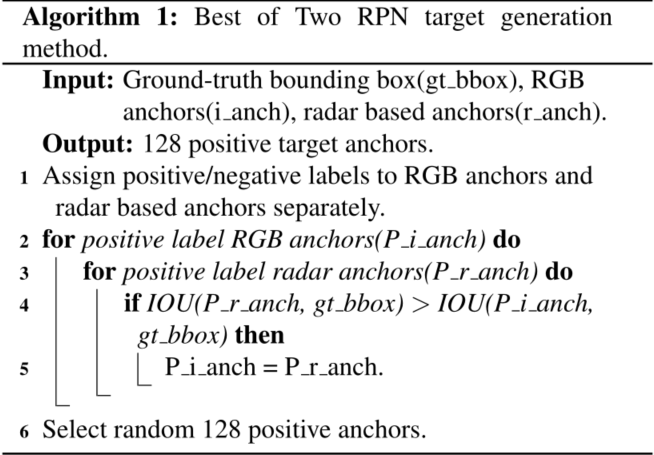 Algorithm 1: Best of Two RPN target generation
method.
Input: Ground-truth bounding box(gt_bbox), RGB
anchors(i_anch), radar based anchors(r_anch).
Output: 128 positive target anchors.
1 Assign positive/negative labels to RGB anchors and
radar based anchors separately.
2 for positive label RGB anchors(P_i_anch) do
3 for positive label radar anchors(P_r_anch) do
4 if IOU(P_r_anch, gt_bbox) > IOU(P_i_anch,
gt_bbox) then
5 P_i_anch = P_r_anch.
6 Select random 128 positive anchors.